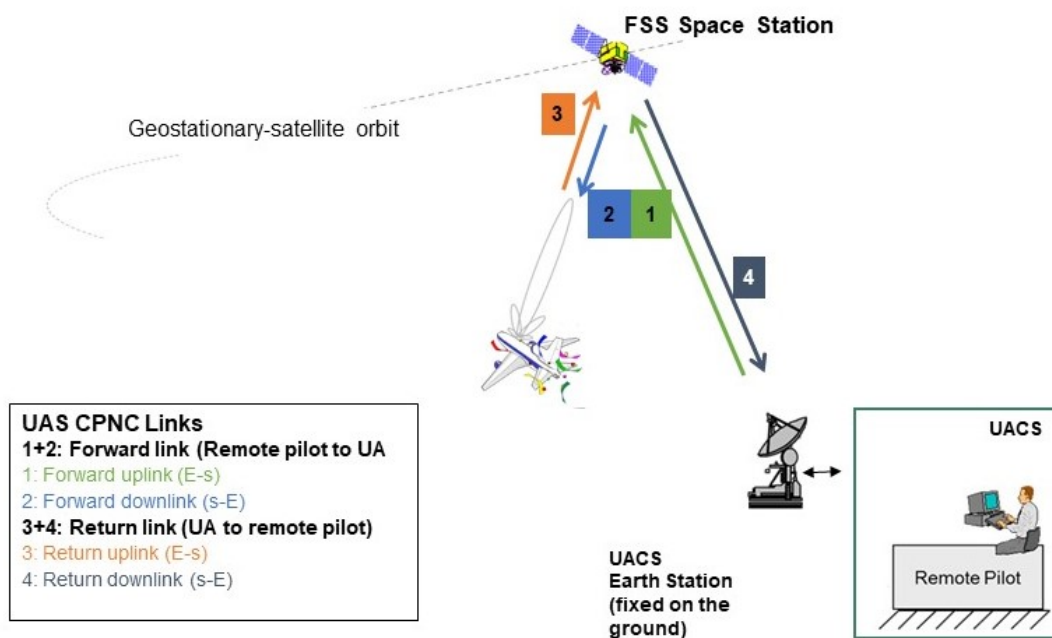 FSS Space Station
Geostationary-satellite orbit
3
2
1
4
UAS CPNC Links
1+2: Forward link (Remote pilot to UA
1: Forward uplink (E-s)
2: Forward downlink (s-E)
3+4: Return link (UA to remote pilot)
3: Return uplink (E-s)
4: Return downlink (s-E)
UACS
Earth Station
(fixed on the
ground)
UACS
Remote Pilot